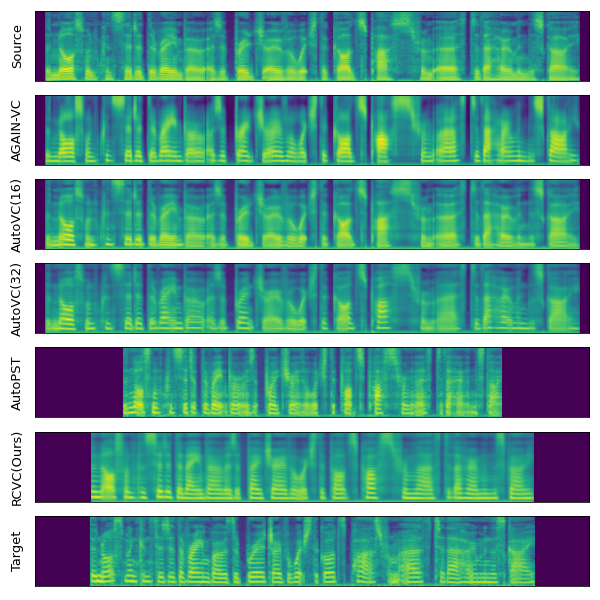 Source
AGAIN-VC
AutoVC(16)
AutoVC(32)
AutoPST
RCVC(Ours)
Target